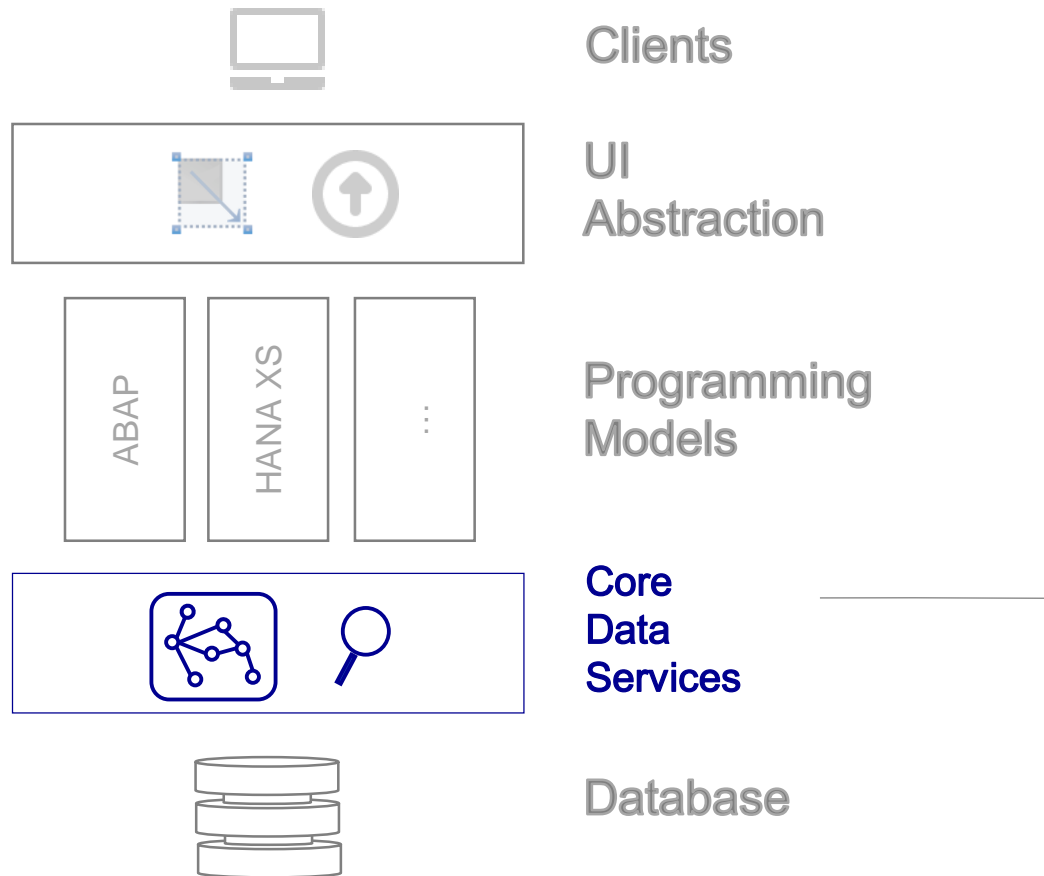 Clients
UI
Abstraction
ABAP
HANA XS
...
Programming
Models
Core
Data
Services
Database